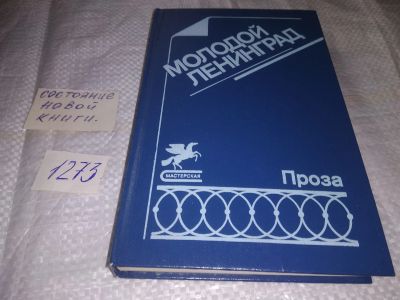 состояние
новой
книги.
1273
МОЛОДОЙ
ЛЕНИНГРАД
МАСТЕРСКАЯ
Проза